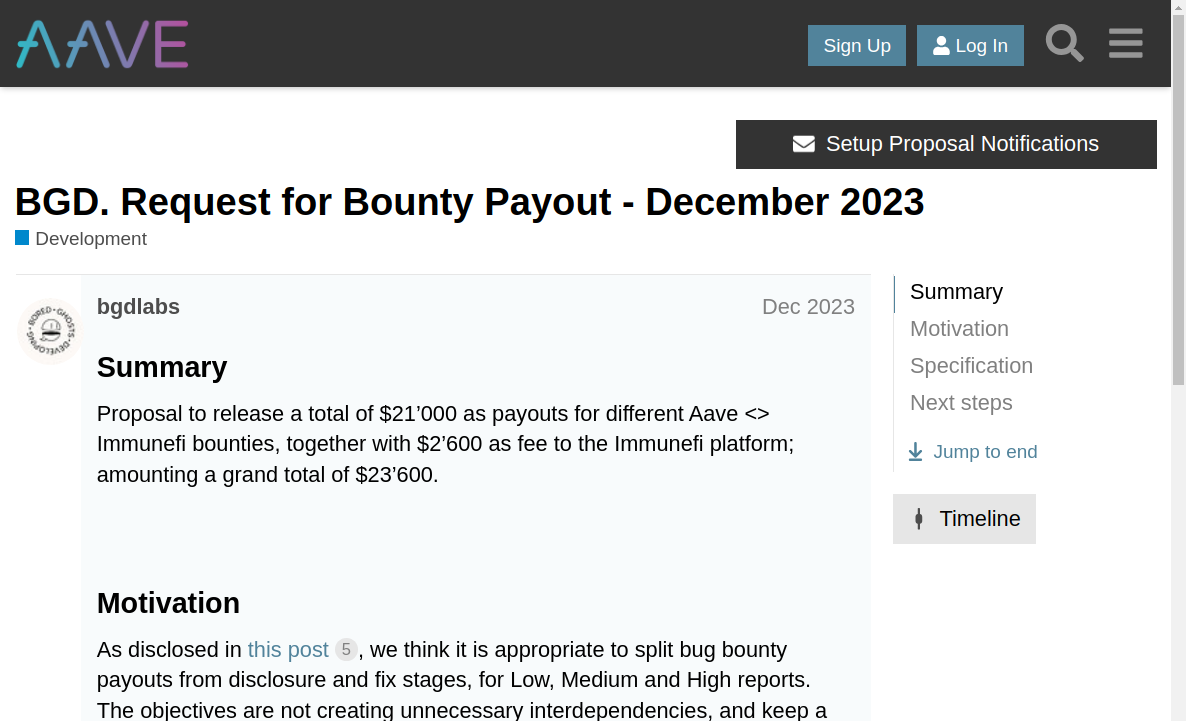 AAVE
Sign Up
Log In
Setup Proposal Notifications
BGD. Request for Bounty Payout - December 2023
Development
bgdlabs
Dec 2023
Summary
Proposal to release a total of $21’000 as payouts for different Aave <>
Immunefi bounties, together with $2’600 as fee to the Immunefi platform;
amounting a grand total of $23’600.
Motivation
As disclosed in this post 5, we think it is appropriate to split bug bounty
payouts from disclosure and fix stages, for Low, Medium and High reports.
The objectives are not creating unnecessary interdependencies, and keep a
Summary
Motivation
Specification
Next steps
Jump to end
Timeline
BORED · GHOSTS · DEVELOPING ·